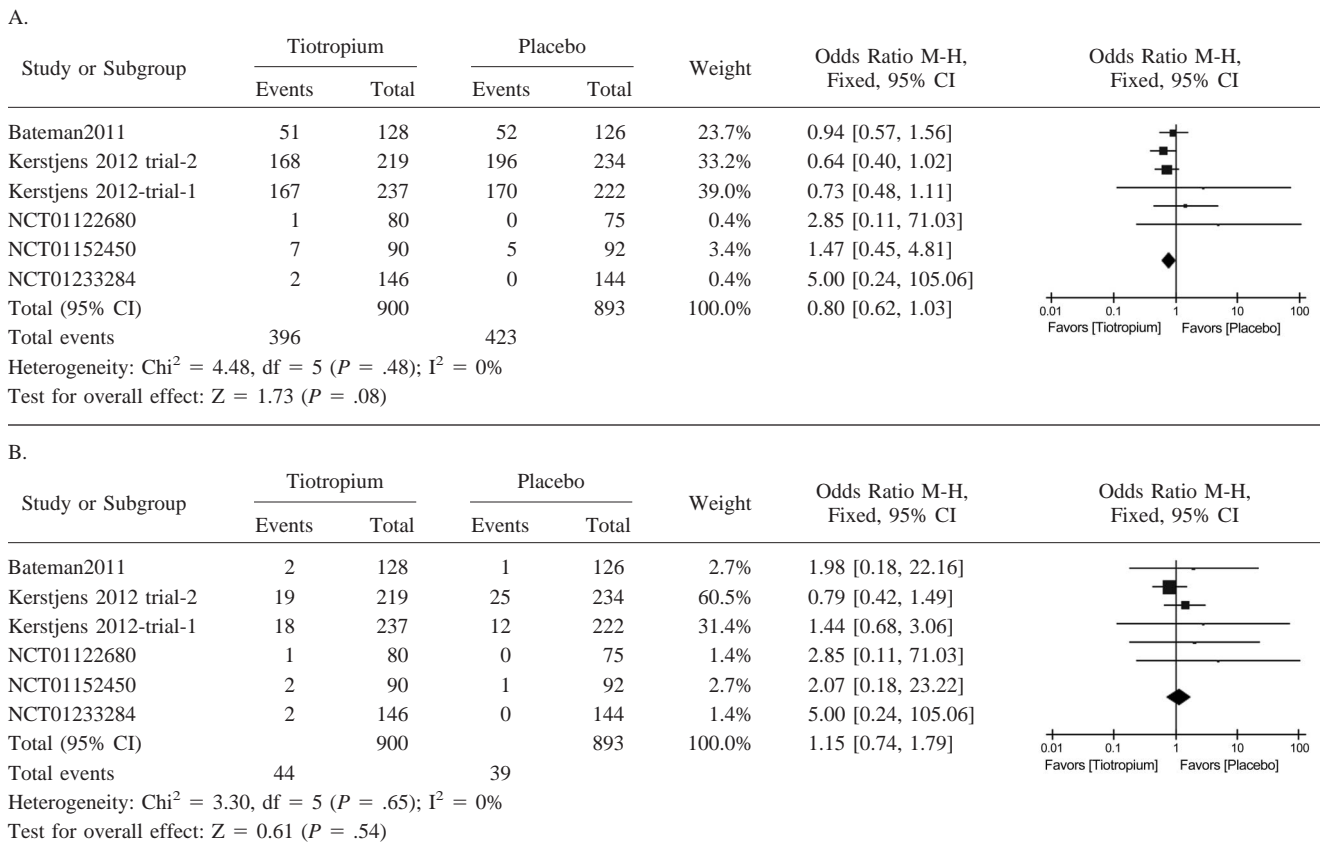 A.
Study or Subgroup Tiotropium Placebo Weight Odds Ratio M-H, Fixed, 95% CI Odds Ratio M-H, Fixed, 95% CI
Events Total Events Total
Bateman2011 51 128 52 126 23.7% 0.94 [0.57, 1.56]
Kerstjens 2012 trial-2 168 219 196 234 33.2% 0.64 [0.40, 1.02]
Kerstjens 2012-trial-1 167 237 170 222 39.0% 0.73 [0.48, 1.11]
NCT01122680 1 80 0 75 0.4% 2.85 [0.11, 71.03]
NCT01152450 7 90 5 92 3.4% 1.47 [0.45, 4.81]
NCT01233284 2 146 0 144 0.4% 5.00 [0.24, 105.06]
Total (95% CI) 900 893 100.0% 0.80 [0.62, 1.03]
0.01 0.1 1 10 100
Favors [Tiotropium] Favors [Placebo]
Total events 396 423
Heterogeneity: Chi² = 4.48, df = 5 (P = .48); I² = 0%
Test for overall effect: Z = 1.73 (P = .08)
B.
Study or Subgroup Tiotropium Placebo Weight Odds Ratio M-H, Fixed, 95% CI Odds Ratio M-H, Fixed, 95% CI
Events Total Events Total
Bateman2011 2 128 1 126 2.7% 1.98 [0.18, 22.16]
Kerstjens 2012 trial-2 19 219 25 234 60.5% 0.79 [0.42, 1.49]
Kerstjens 2012-trial-1 18 237 12 222 31.4% 1.44 [0.68, 3.06]
NCT01122680 1 80 0 75 1.4% 2.85 [0.11, 71.03]
NCT01152450 2 90 1 92 2.7% 2.07 [0.18, 23.22]
NCT01233284 2 146 0 144 1.4% 5.00 [0.24, 105.06]
Total (95% CI) 900 893 100.0% 1.15 [0.74, 1.79]
0.01 0.1 1 10 100
Favors [Tiotropium] Favors [Placebo]
Total events 44 39
Heterogeneity: Chi² = 3.30, df = 5 (P = .65); I² = 0%
Test for overall effect: Z = 0.61 (P = .54)